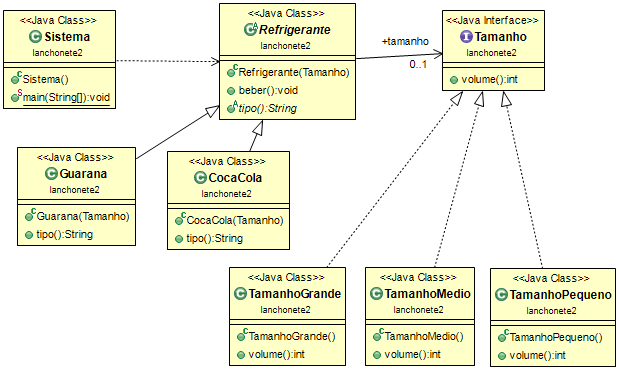 <<Java Class>>
Sistema
lanchonete2
Sistema()
main(String[]):void
<<Java Class>>
Refrigerante
lanchonete2
Refrigerante(Tamanho)
beber():void
tipo():String
+tamanho
0..1
<<Java Interface>>
Tamanho
lanchonete2
volume():int
<<Java Class>>
Guarana
lanchonete2
Guarana(Tamanho)
tipo():String
<<Java Class>>
CocaCola
lanchonete2
CocaCola(Tamanho)
tipo():String
<<Java Class>>
TamanhoGrande
lanchonete2
TamanhoGrande()
volume():int
<<Java Class>>
TamanhoMedio
lanchonete2
TamanhoMedio()
volume():int
<<Java Class>>
TamanhoPequeno
lanchonete2
TamanhoPequeno()
volume():int